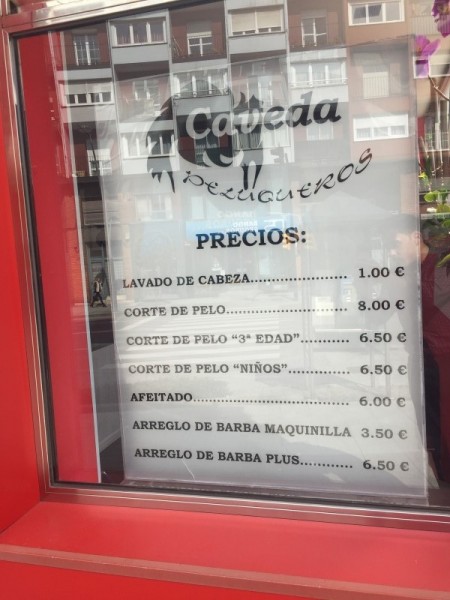 Caveda
PELUQUEROS
PRECIOS:
LAVADO DE CABEZA........................ 1.00 €
CORTE DE PELO............................. 8.00 €
CORTE DE PELO “3ª EDAD”............ 6.50 €
CORTE DE PELO “NIÑOS”............... 6.50 €
AFEITADO...................................... 6.00 €
ARREGLO DE BARBA MAQUINILLA 3.50 €
ARREGLO DE BARBA PLUS............ 6.50 €